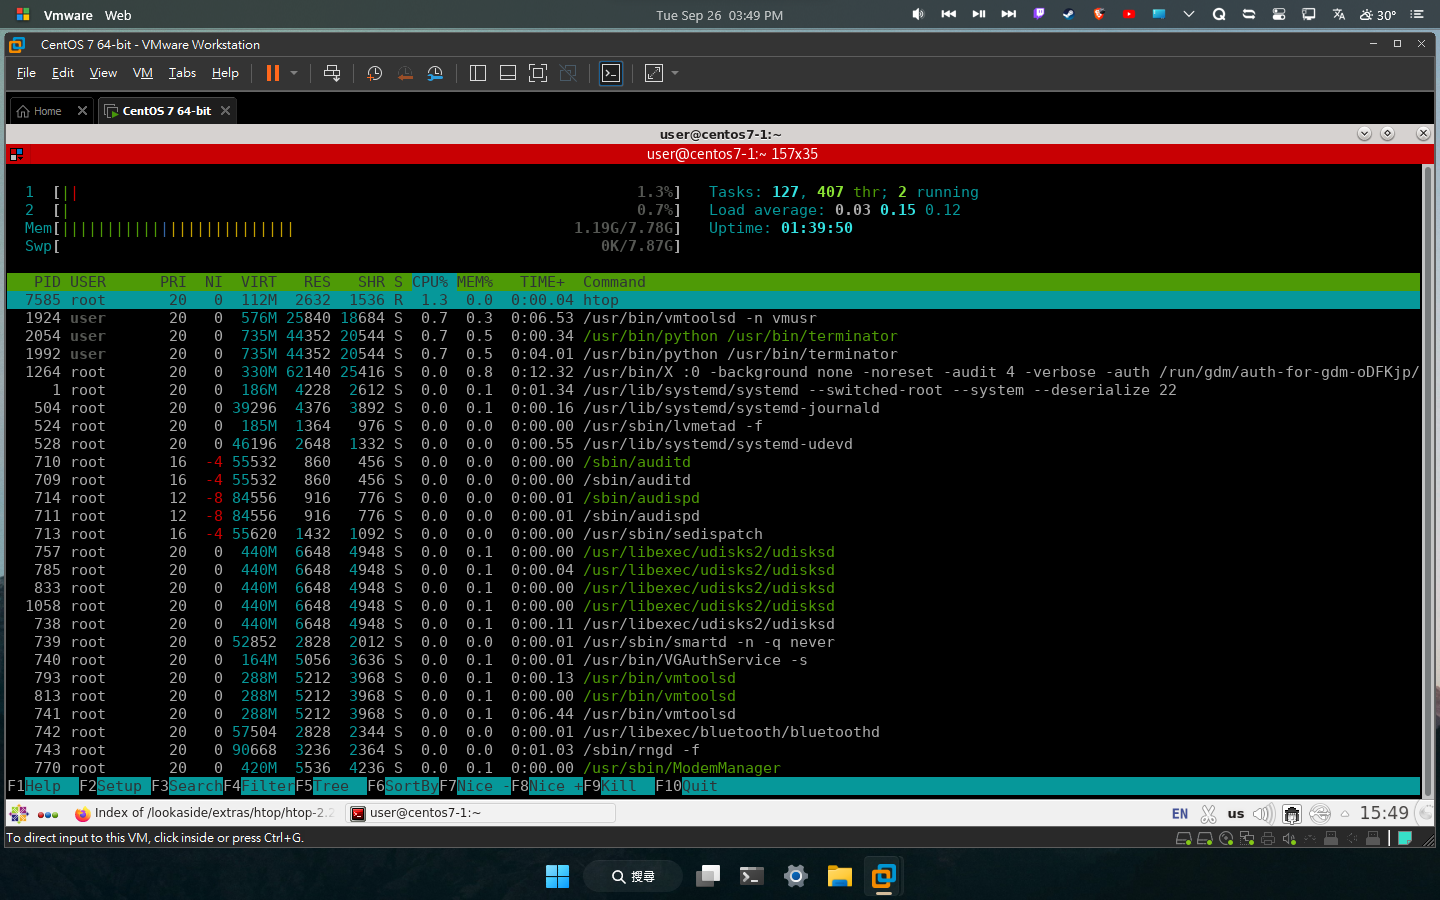 Vmware Web Tue Sep 26 03:49 PM 30°
CentOS 7 64-bit - VMware Workstation
File Edit View VM Tabs Help
Home CentOS 7 64-bit
user@centos7-1:~
user@centos7-1:~ 157x35
1 [|| 1.3%] Tasks: 127, 407 thr; 2 running
2 [| 0.7%] Load average: 0.03 0.15 0.12
Mem[|||||||||||||||||||||||||| 1.19G/7.78G] Uptime: 01:39:50
Swp[ 0K/7.87G]
PID USER PRI NI VIRT RES SHR S CPU% MEM% TIME+ Command
7585 root 20 0 112M 2632 1536 R 1.3 0.0 0:00.04 htop
1924 user 20 0 576M 25840 18684 S 0.7 0.3 0:06.53 /usr/bin/vmtoolsd -n vmusr
2054 user 20 0 735M 44352 20544 S 0.7 0.5 0:00.34 /usr/bin/python /usr/bin/terminator
1992 user 20 0 735M 44352 20544 S 0.7 0.5 0:04.01 /usr/bin/python /usr/bin/terminator
1264 root 20 0 330M 62140 25416 S 0.0 0.8 0:12.32 /usr/bin/X :0 -background none -noreset -audit 4 -verbose -auth /run/gdm/auth-for-gdm-oDFKjp/
1 root 20 0 186M 4228 2612 S 0.0 0.1 0:01.34 /usr/lib/systemd/systemd --switched-root --system --deserialize 22
504 root 20 0 39296 4376 3892 S 0.0 0.1 0:00.16 /usr/lib/systemd/systemd-journald
524 root 20 0 185M 1364 976 S 0.0 0.0 0:00.00 /usr/sbin/lvmetad -f
528 root 20 0 46196 2648 1332 S 0.0 0.0 0:00.55 /usr/lib/systemd/systemd-udevd
710 root 16 -4 55532 860 456 S 0.0 0.0 0:00.00 /sbin/auditd
709 root 16 -4 55532 860 456 S 0.0 0.0 0:00.00 /sbin/auditd
714 root 12 -8 84556 916 776 S 0.0 0.0 0:00.01 /sbin/audispd
711 root 12 -8 84556 916 776 S 0.0 0.0 0:00.01 /sbin/audispd
713 root 16 -4 55620 1432 1092 S 0.0 0.0 0:00.00 /usr/sbin/sedispatch
757 root 20 0 440M 6648 4948 S 0.0 0.1 0:00.00 /usr/libexec/udisks2/udisksd
785 root 20 0 440M 6648 4948 S 0.0 0.1 0:00.04 /usr/libexec/udisks2/udisksd
833 root 20 0 440M 6648 4948 S 0.0 0.1 0:00.00 /usr/libexec/udisks2/udisksd
1058 root 20 0 440M 6648 4948 S 0.0 0.1 0:00.00 /usr/libexec/udisks2/udisksd
738 root 20 0 440M 6648 4948 S 0.0 0.1 0:00.11 /usr/libexec/udisks2/udisksd
739 root 20 0 52852 2828 2012 S 0.0 0.0 0:00.01 /usr/sbin/smartd -n -q never
740 root 20 0 164M 5056 3636 S 0.0 0.1 0:00.01 /usr/bin/VGAuthService -s
793 root 20 0 288M 5212 3968 S 0.0 0.1 0:00.13 /usr/bin/vmtoolsd
813 root 20 0 288M 5212 3968 S 0.0 0.1 0:00.00 /usr/bin/vmtoolsd
741 root 20 0 288M 5212 3968 S 0.0 0.1 0:06.44 /usr/bin/vmtoolsd
742 root 20 0 57504 2828 2344 S 0.0 0.0 0:00.01 /usr/libexec/bluetooth/bluetoothd
743 root 20 0 90668 3236 2364 S 0.0 0.0 0:01.03 /sbin/rngd -f
770 root 20 0 420M 5536 4236 S 0.0 0.1 0:00.00 /usr/sbin/ModemManager
F1Help F2Setup F3SearchF4FilterF5Tree F6SortByF7Nice -F8Nice +F9Kill F10Quit
Index of /lookaside/extras/htop/htop-2.2 user@centos7-1:~ EN us 15:49
To direct input to this VM, click inside or press Ctrl+G.
搜尋